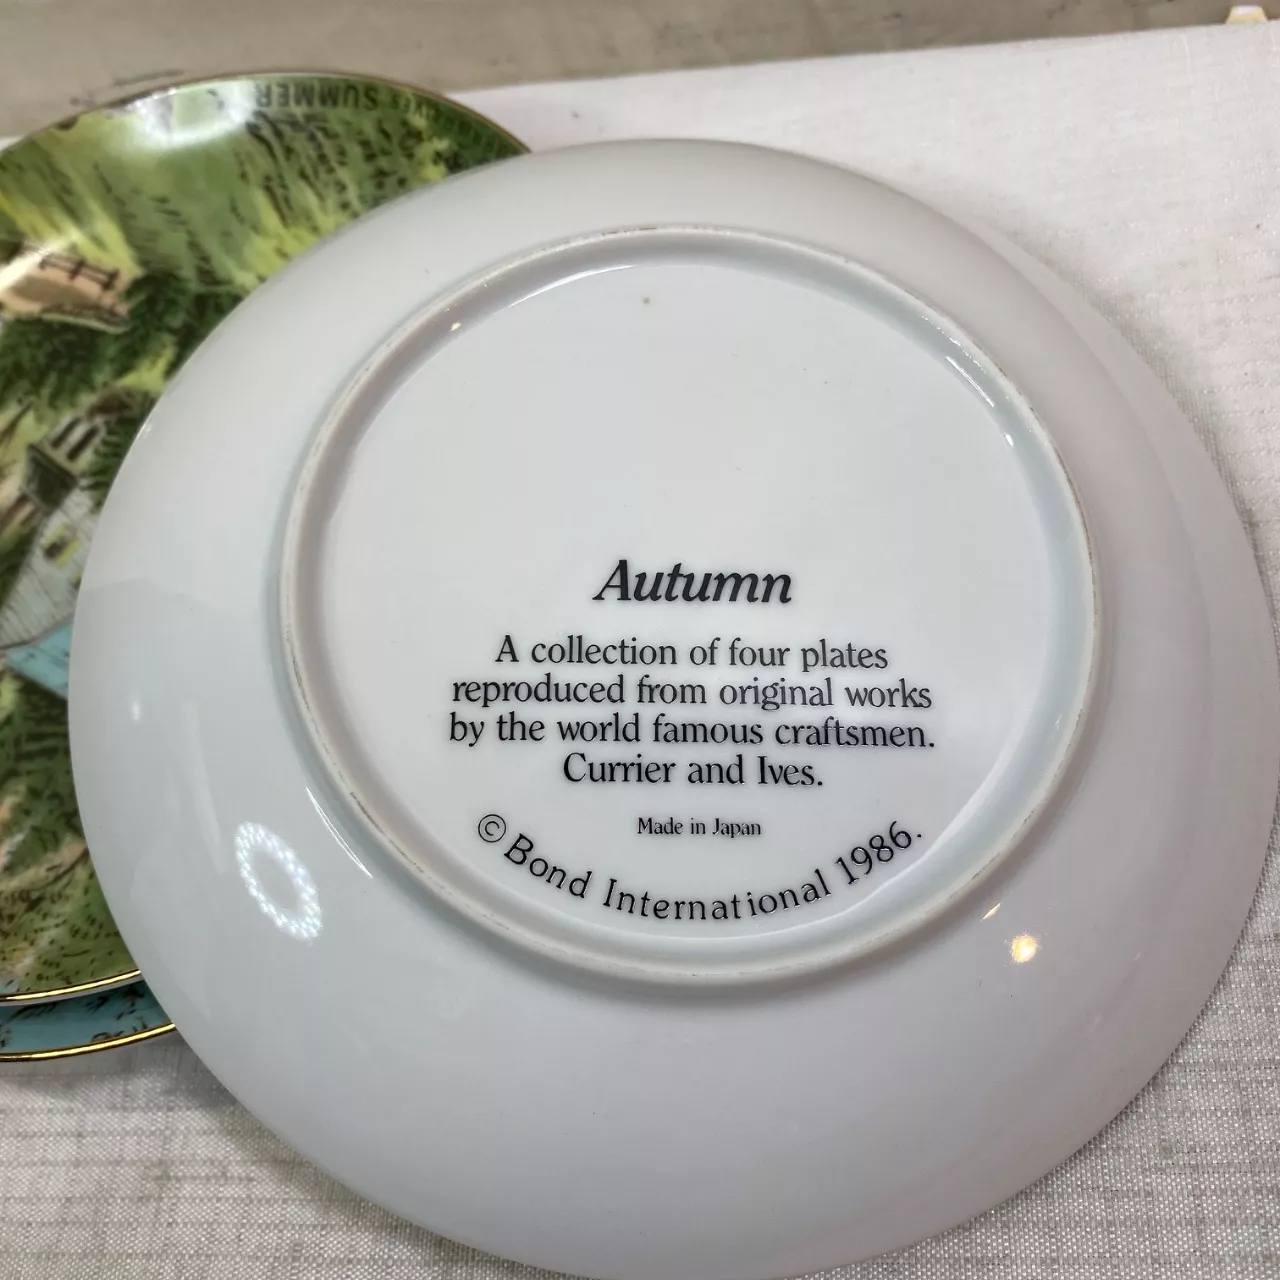 SUMMER
Autumn
A collection of four plates
reproduced from original works
by the world famous craftsmen.
Currier and Ives.
Made in Japan
© Bond International 1986.